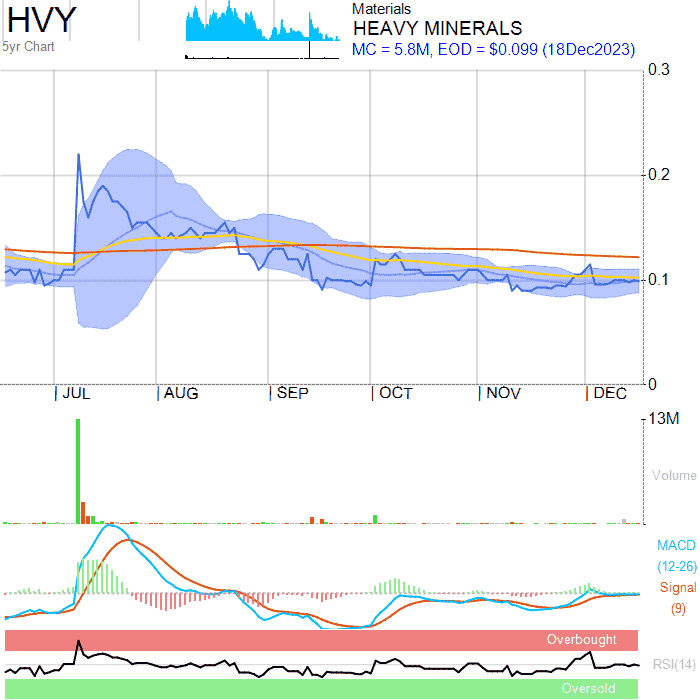 HVY
5yr Chart
Materials
HEAVY MINERALS
MC = 5.8M, EOD = $0.099 (18Dec2023)
0.3
0.2
0.1
0
JUL AUG SEP OCT NOV DEC
13M
Volume
MACD
(12-26)
Signal
(9)
Overbought
RSI(14)
Oversold